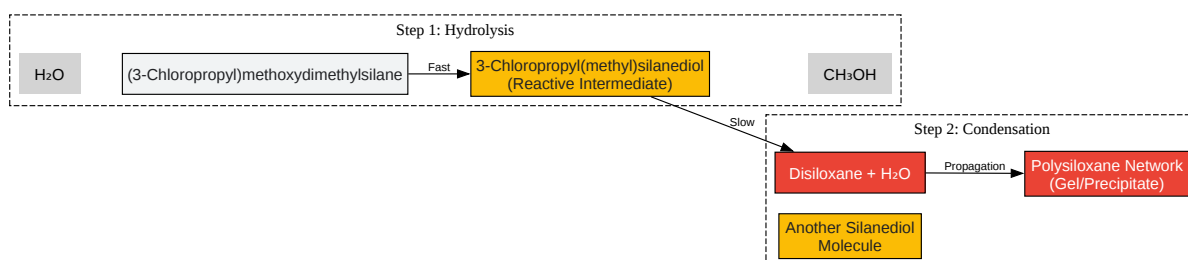 Step 1: Hydrolysis
H₂O
(3-Chloropropyl)methoxydimethylsilane
Fast
3-Chloropropyl(methyl)silanediol
(Reactive Intermediate)
CH₃OH
Slow
Step 2: Condensation
Disiloxane + H₂O
Propagation
Polysiloxane Network
(Gel/Precipitate)
Another Silanediol
Molecule